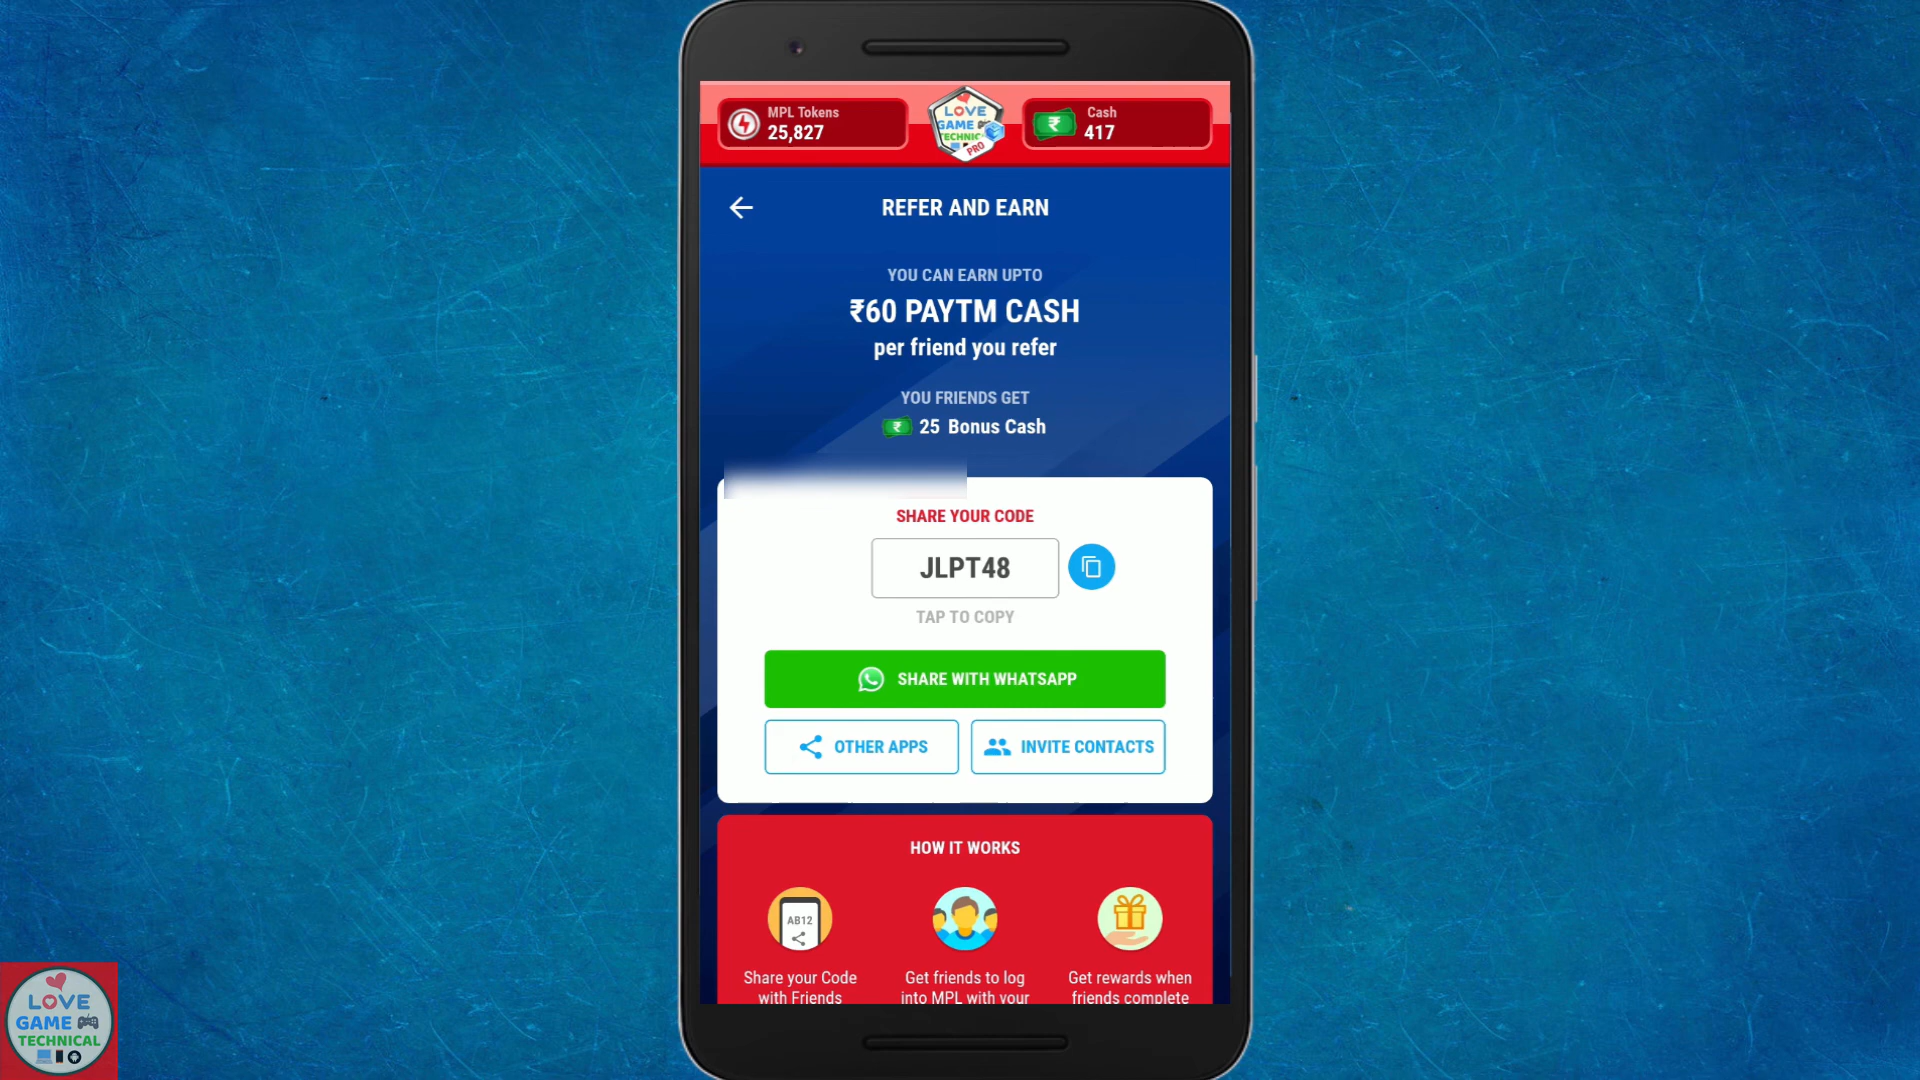 MPL Tokens
25,827
LOVE
GAME
TECHNIC
PRO
Cash
417
REFER AND EARN
YOU CAN EARN UPTO
₹60 PAYTM CASH
per friend you refer
YOU FRIENDS GET
₹ 25 Bonus Cash
SHARE YOUR CODE
JLPT48
TAP TO COPY
SHARE WITH WHATSAPP
OTHER APPS
INVITE CONTACTS
HOW IT WORKS
AB12
Share your Code
with Friends
Get friends to log
into MPL with your
Get rewards when
friends complete
LOVE
GAME
TECHNICAL